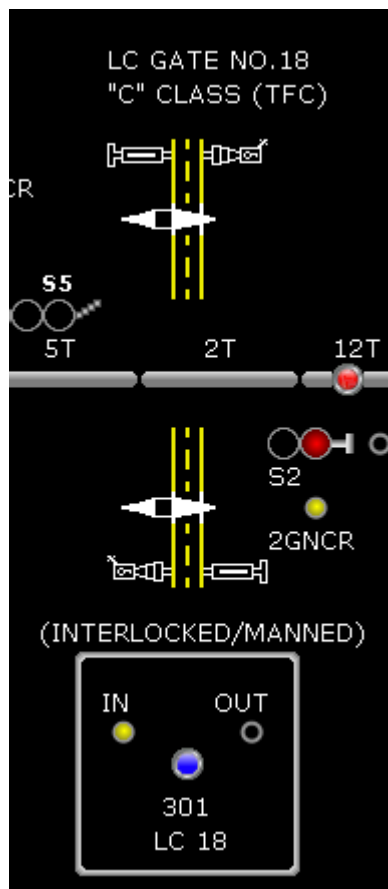 LC GATE NO.18
"C" CLASS (TFC)
CR
S5
5T 2T 12T
S2
2GNCR
(INTERLOCKED/MANNED)
IN OUT
301
LC 18